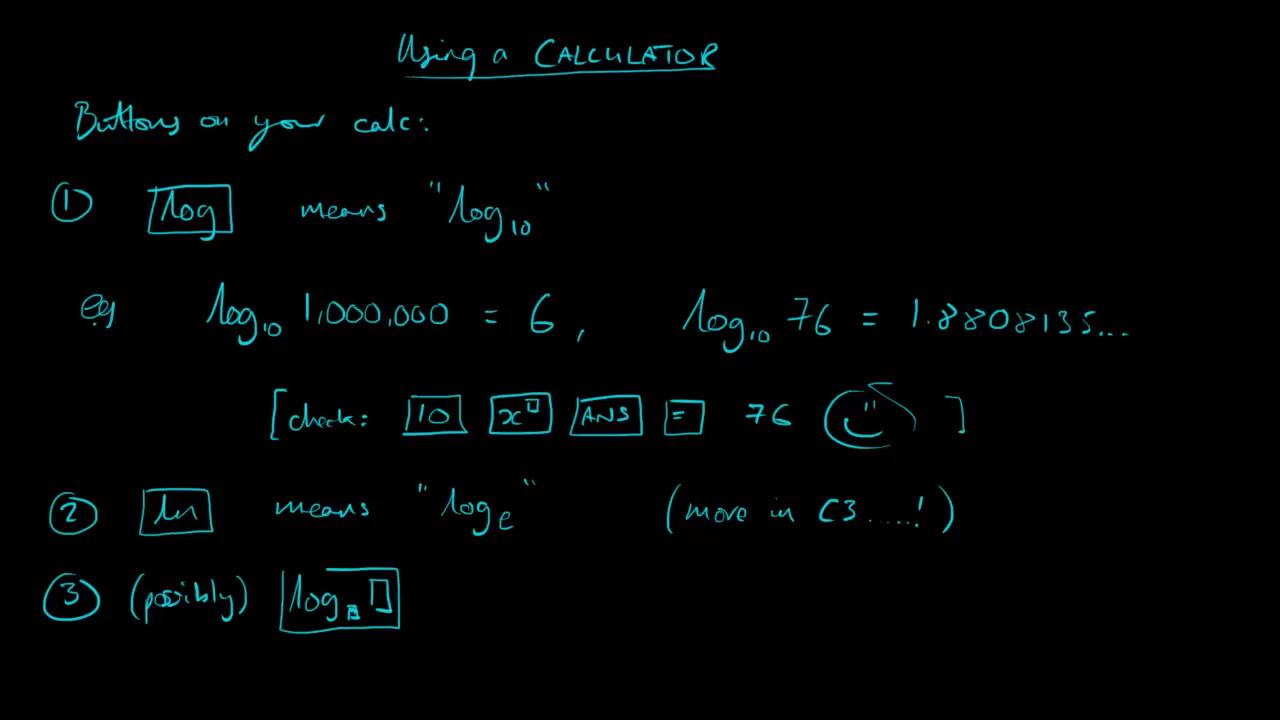 Using a CALCULATOR
Buttons on your calc:
① log means "log₁₀"
eg log₁₀ 1,000,000 = 6, log₁₀ 76 = 1.8808135...
[check: 10 x^□ ANS = 76 ]
② ln means "logₑ" (more in C3......!)
③ (possibly) log□ □